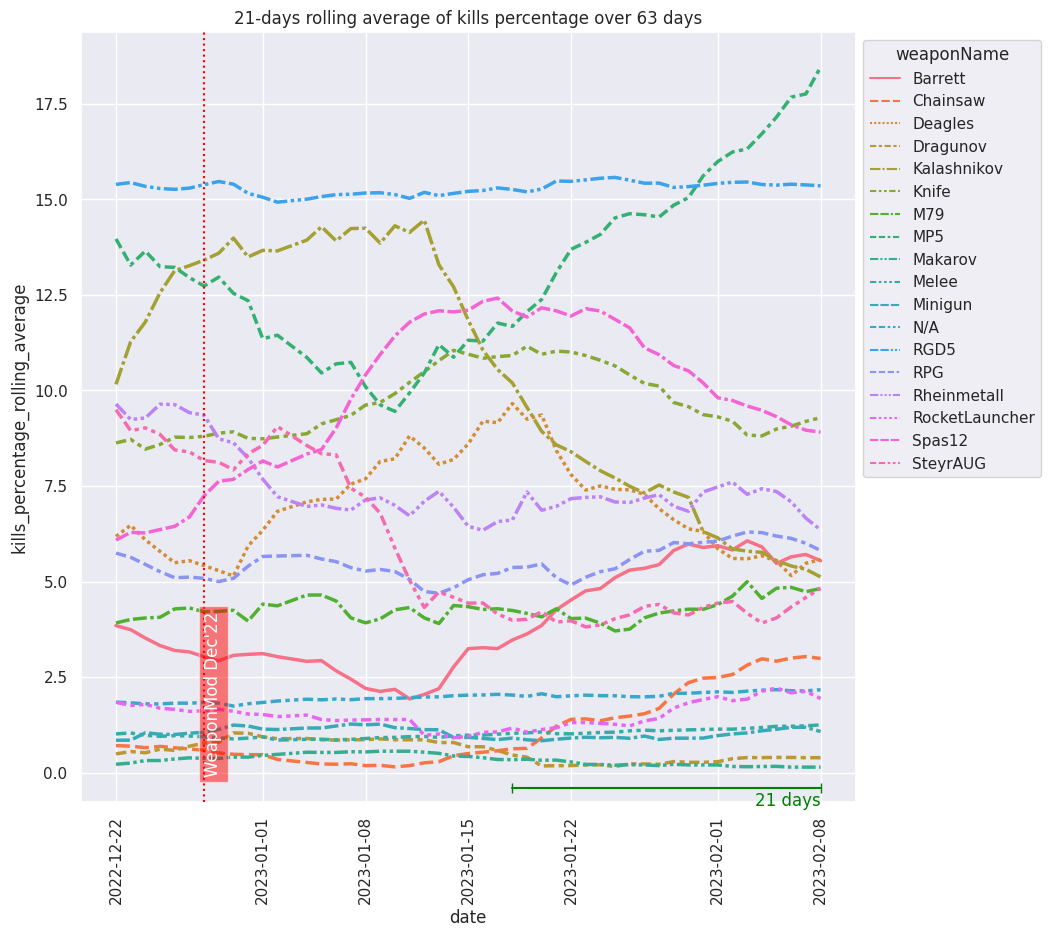 21-days rolling average of kills percentage over 63 days
kills_percentage_rolling_average
17.5
15.0
12.5
10.0
7.5
5.0
2.5
0.0
WeaponMod Dec'22
21 days
2022-12-22
2023-01-01
2023-01-08
2023-01-15
2023-01-22
2023-02-01
2023-02-08
date
weaponName
Barrett
Chainsaw
Deagles
Dragunov
Kalashnikov
Knife
M79
MP5
Makarov
Melee
Minigun
N/A
RGD5
RPG
Rheinmetall
RocketLauncher
Spas12
SteyrAUG